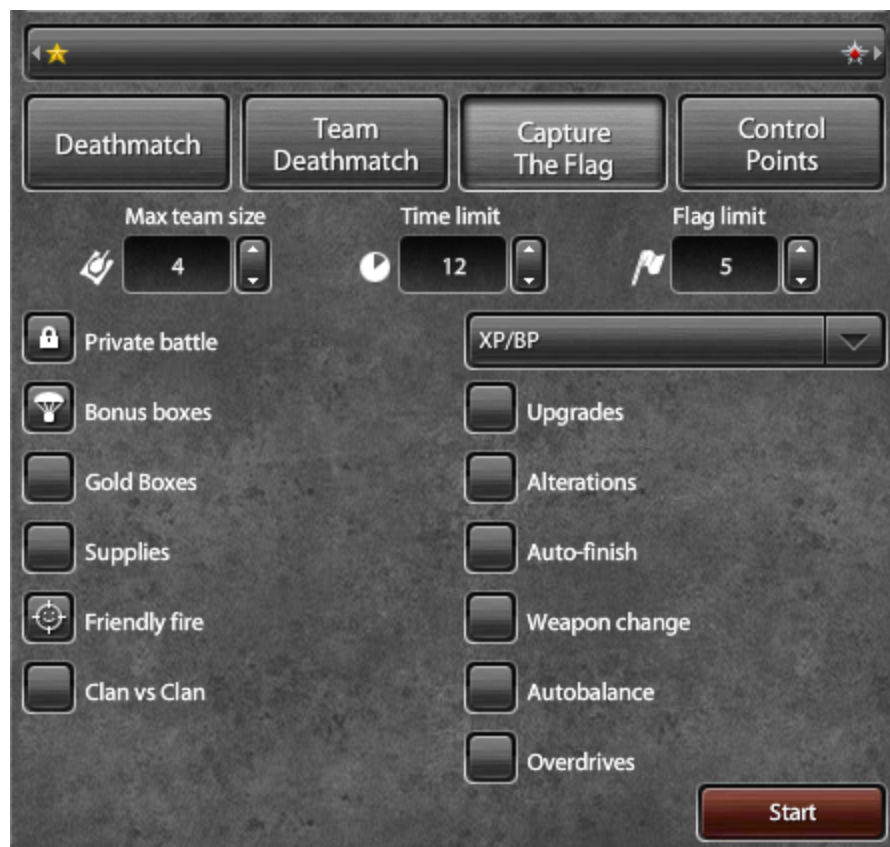 Deathmatch
Team
Deathmatch
Capture
The Flag
Control
Points
Max team size
Time limit
Flag limit
4
12
5
Private battle
XP/BP
Bonus boxes
Upgrades
Gold Boxes
Alterations
Supplies
Auto-finish
Friendly fire
Weapon change
Clan vs Clan
Autobalance
Overdrives
Start